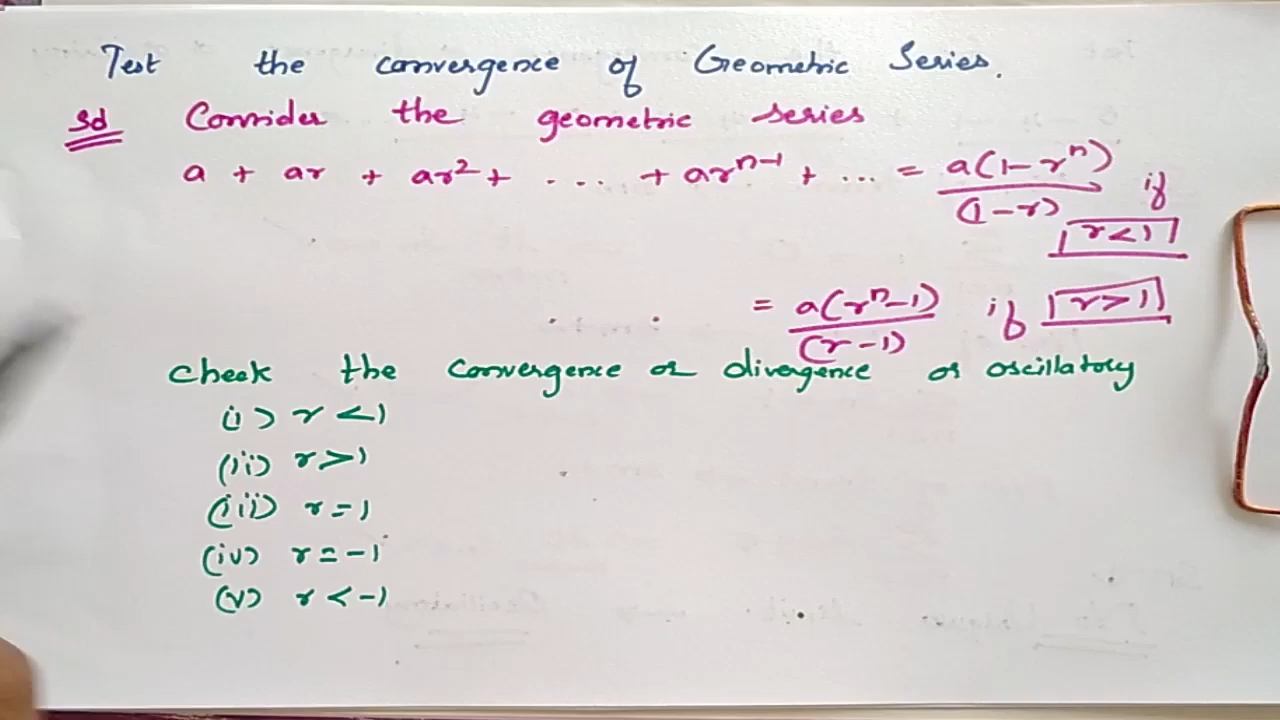 Test the convergence of Geometric Series.
Sol Consider the geometric series
a + ar + ar² + .... + arⁿ⁻¹ + ... = a(1-rⁿ)/(1-r) if r<1
= a(rⁿ-1)/(r-1) if r>1
Check the convergence or divergence or oscillatory
(i) r < 1
(ii) r > 1
(iii) r = 1
(iv) r = -1
(v) r < -1